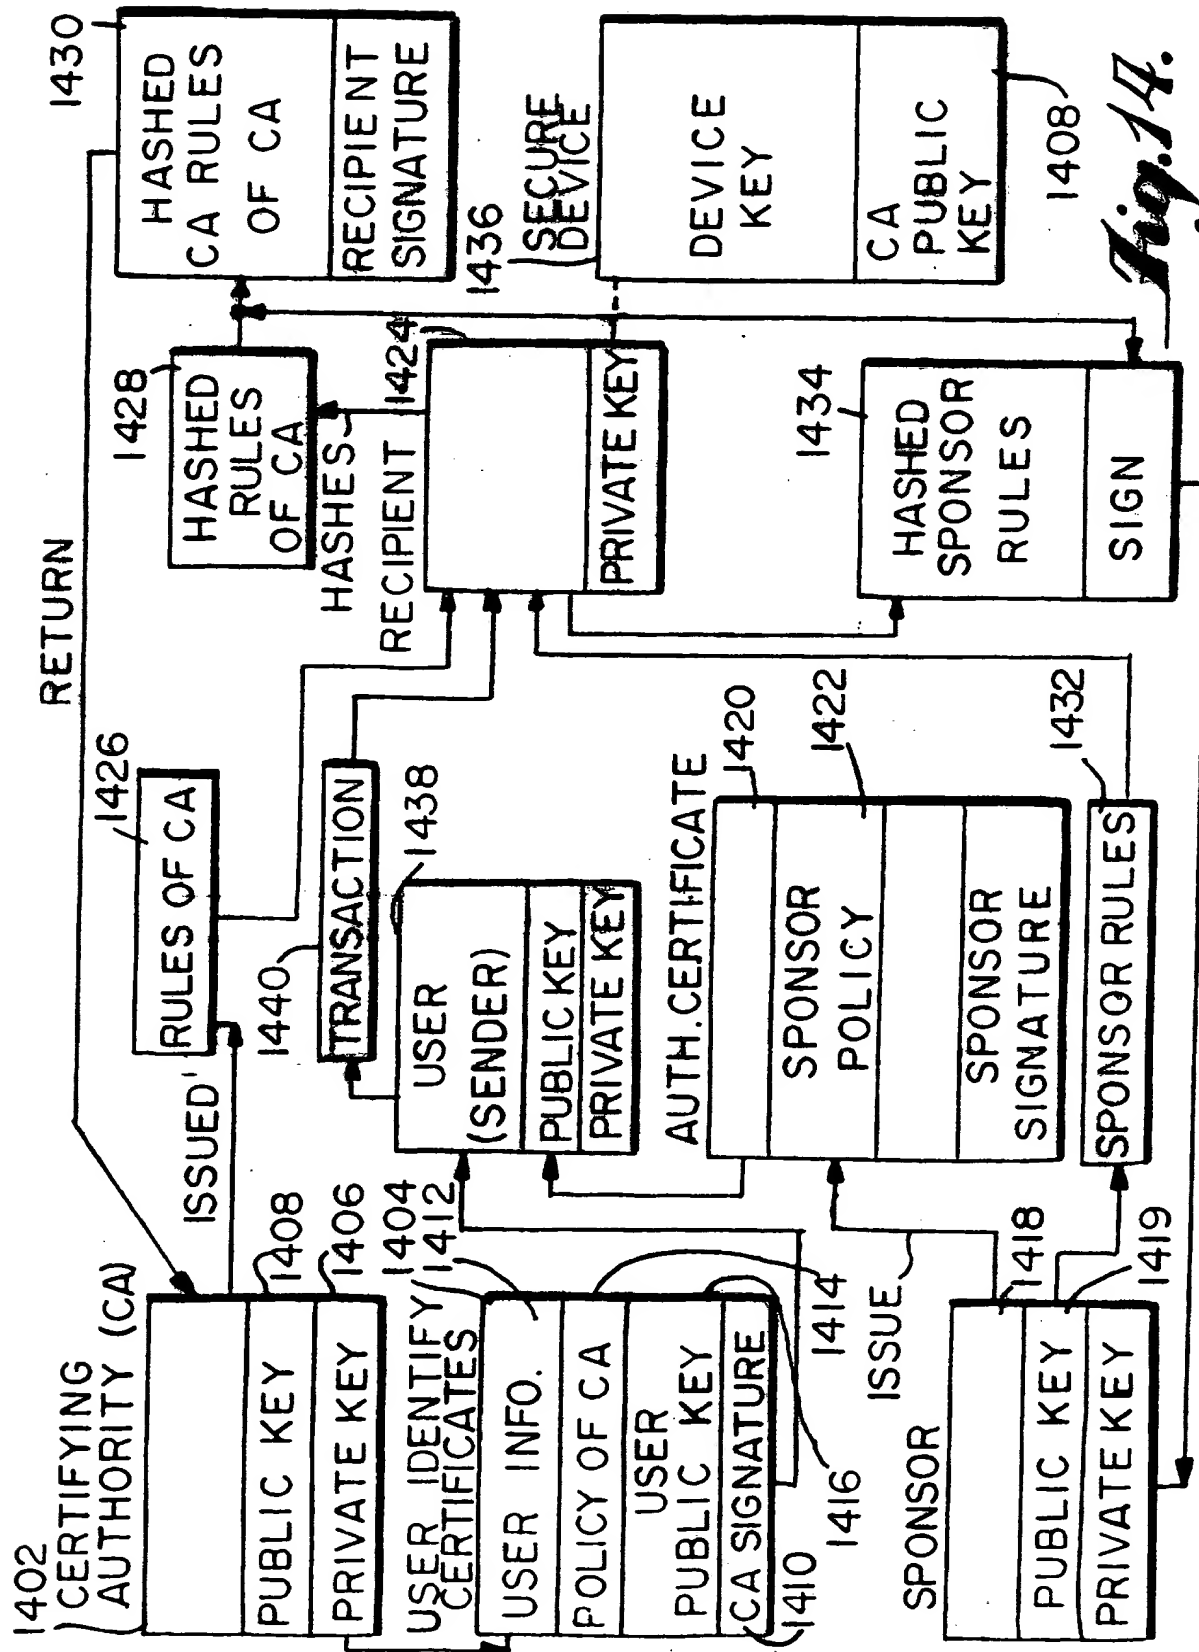 1402
CERTIFYING
AUTHORITY (CA)
PUBLIC KEY
1408
PRIVATE KEY
1406
USER IDENTIFY
CERTIFICATES
1404
1412
USER INFO.
POLICY OF CA
USER
PUBLIC KEY
CA SIGNATURE
1410
1416
1414
ISSUE
SPONSOR
1418
PUBLIC KEY
PRIVATE KEY
1419
RETURN
ISSUED
1426
RULES OF CA
1440
TRANSACTION
1438
USER
(SENDER)
PUBLIC KEY
PRIVATE KEY
AUTH. CERTIFICATE
1420
SPONSOR
POLICY
1422
SPONSOR
SIGNATURE
SPONSOR RULES
1432
1428
HASHED
RULES
OF CA
HASHES
RECIPIENT
1424
PRIVATE KEY
1434
HASHED
SPONSOR
RULES
SIGN
1430
HASHED
CA RULES
OF CA
RECIPIENT
SIGNATURE
1436
SECURE
DEVICE
DEVICE
KEY
CA
PUBLIC
KEY
1408
Fig.14.